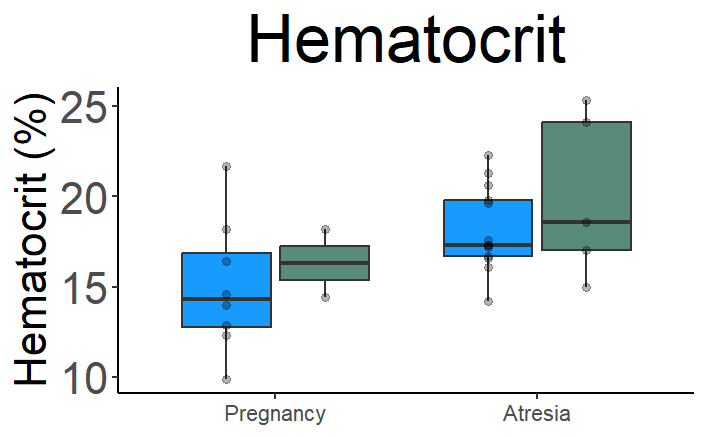 Hematocrit
Hematocrit (%)
25
20
15
10
Pregnancy
Atresia